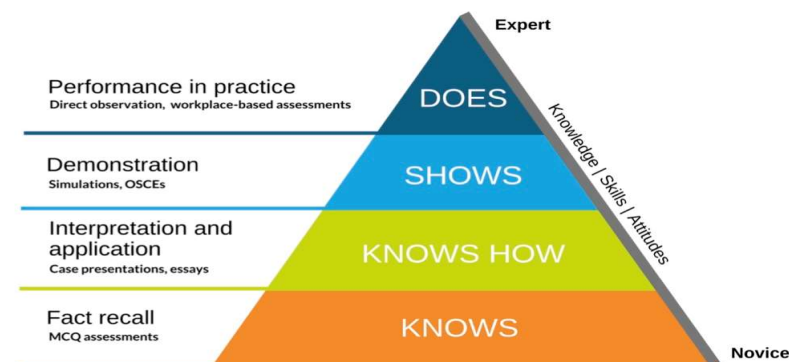 Expert
Performance in practice
Direct observation, workplace-based assessments
DOES
Knowledge | Skills | Attitudes
Demonstration
Simulations, OSCEs
SHOWS
Interpretation and
application
Case presentations, essays
KNOWS HOW
Fact recall
MCQ assessments
KNOWS
Novice